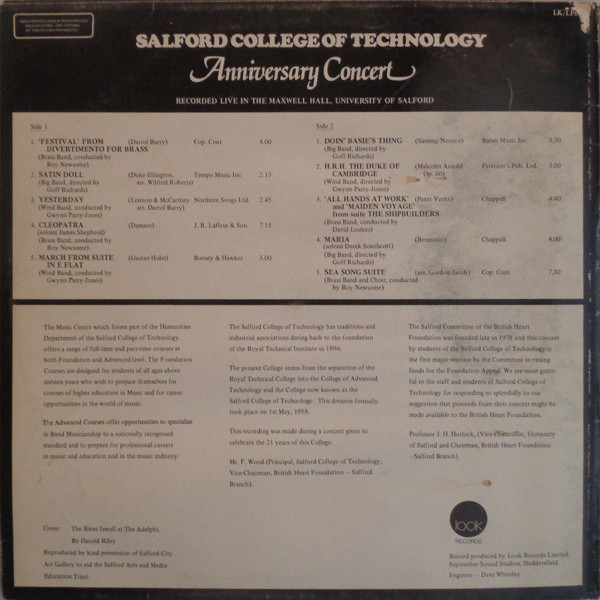 LK/LP
SALFORD COLLEGE OF TECHNOLOGY
Anniversary Concert
RECORDED LIVE IN THE MAXWELL HALL, UNIVERSITY OF SALFORD
Side 1
1. 'FESTIVAL' FROM (Darrol Barry) Cop. Cont 4.00
DIVERTIMENTO FOR BRASS
(Brass Band, conducted by
Roy Newsome)
2. SATIN DOLL (Duke Ellington, Tempo Music Inc. 2.15
(Big Band, directed by arr. Wilfred Roberts)
Goff Richards)
3. YESTERDAY (Lennon & McCartney Northern Songs Ltd. 2.45
(Wind Band, conducted by arr. Darrol Barry)
Gwynn Parry-Jones)
4. CLEOPATRA (Damare) J. R. Lafleur & Son 7.15
(soloist James Shepherd)
(Brass Band, conducted by
Roy Newsome)
5. MARCH FROM SUITE (Gustav Holst) Boosey & Hawkes 3.00
IN E FLAT
(Wind Band, conducted by
Gwynn Parry-Jones)
Side 2
1. DOIN' BASIE'S THING (Sammy Nestico) Banes Music Inc. 3.50
(Big Band, directed by
Goff Richards)
2. H.R.H. THE DUKE OF (Malcolm Arnold Paterson's Pub. Ltd. 3.00
CAMBRIDGE Op. 60)
(Wind Band, directed by
Gwynn Parry-Jones)
3. 'ALL HANDS AT WORK' (Peter Yorke) Chappell 4.40
and 'MAIDEN VOYAGE'
from suite THE SHIPBUILDERS
(Brass Band, conducted by
David Loukes)
4. MARIA (Bernstein) Chappell 4.00
(soloist Derek Southcott)
(Big Band, directed by
Goff Richards)
5. SEA SONG SUITE (arr. Gordon Jacob) Cop. Cont. 7.30
(Brass Band and Choir, conducted
by Roy Newsome)
The Music Centre which forms part of the Humanities
Department of the Salford College of Technology
offers a range of full-time and part-time courses at
both Foundation and Advanced level. The Foundation
Courses are designed for students of all ages above
sixteen years who wish to prepare themselves for
courses of higher education in Music and for career
opportunities in the world of music.
The Advanced Courses offer opportunities to specialise
in Band Musicianship to a nationally recognised
standard and to prepare for professional careers
in music and education and in the music industry.
Cover: The River Irwell at The Adelphi.
By Harold Riley
Reproduced by kind permission of Salford City
Art Gallery to aid the Salford Arts and Media
Education Trust.
The Salford College of Technology has traditions and
industrial associations dating back to the foundation
of the Royal Technical Institute in 1896.
The present College stems from the separation of the
Royal Technical College into the College of Advanced
Technology and the College now known as the
Salford College of Technology. This division formally
took place on 1st May, 1958.
This recording was made during a concert given to
celebrate the 21 years of this College.
Mr. F. Wood (Principal, Salford College of Technology,
Vice-Chairman, British Heart Foundation – Salford
Branch).
The Salford Committee of the British Heart
Foundation was founded late in 1978 and this concert
by students of the Salford College of Technology is
the first major venture by the Committee in raising
funds for the Foundation Appeal. We are most grate-
ful to the staff and students of Salford College of
Technology for responding so splendidly to our
suggestion that proceeds from their concert might be
made available to the British Heart Foundation.
Professor J. H. Horlock, (Vice-Chancellor, University
of Salford and Chairman, British Heart Foundation
–Salford Branch).
look
RECORDS
Record produced by Look Records Limited,
September Sound Studios, Huddersfield.
Engineer – Dave Whiteley